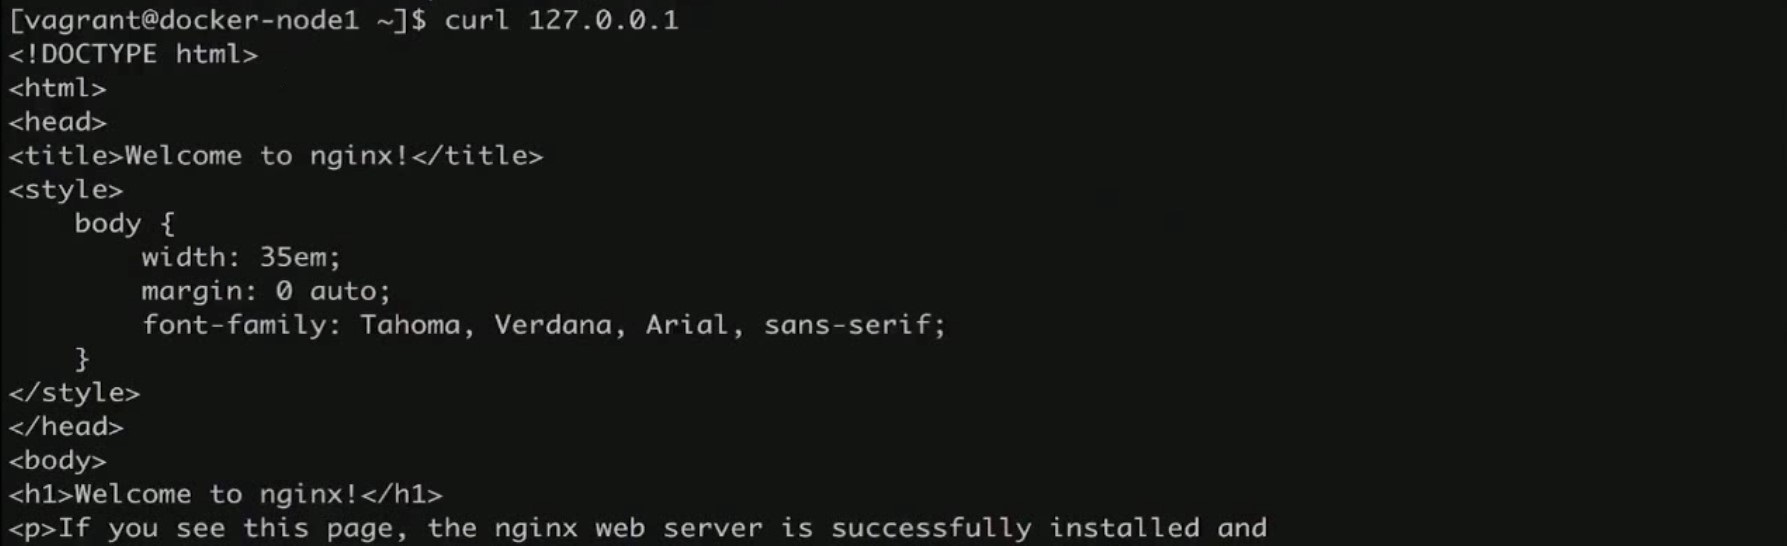 [vagrant@docker-node1 ~]$ curl 127.0.0.1
<!DOCTYPE html>
<html>
<head>
<title>Welcome to nginx!</title>
<style>
    body {
        width: 35em;
        margin: 0 auto;
        font-family: Tahoma, Verdana, Arial, sans-serif;
    }
</style>
</head>
<body>
<h1>Welcome to nginx!</h1>
<p>If you see this page, the nginx web server is successfully installed and